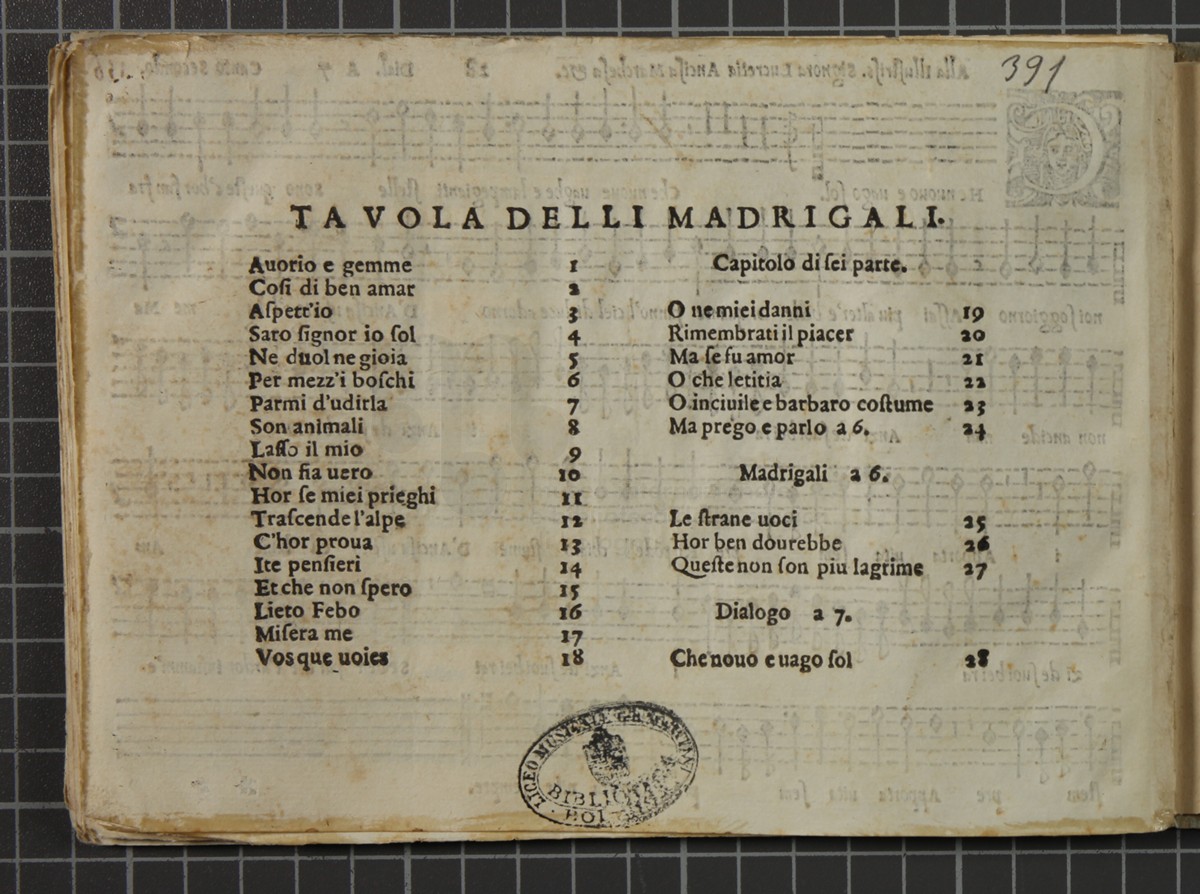 391
TAVOLA DELLI MADRIGALI.
Auorio e gemme 1
Coſi di ben amar 2
Aſpett'io 3
Saro ſignor io ſol 4
Ne duol ne gioia 5
Per mezz'i boſchi 6
Parmi d'udirla 7
Son animali 8
Laſſo il mio 9
Non fia uero 10
Hor ſe miei prieghi 11
Traſcende l'alpe 12
C'hor proua 13
Ite penſieri 14
Et che non ſpero 15
Lieto Febo 16
Miſera me 17
Vos que uoies 18
Capitolo di ſei parte.
O ne miei danni 19
Rimembrati il piacer 20
Ma ſe fu amor 21
O che letitia 22
O inciuile e barbaro coſtume 23
Ma prego e parlo a 6. 24
Madrigali a 6.
Le ſtrane uoci 25
Hor ben dourebbe 26
Queſte non ſon piu lagrime 27
Dialogo a 7.
Che nouo e uago ſol 28
LICEO MUSICALE
BIBLIOTECA